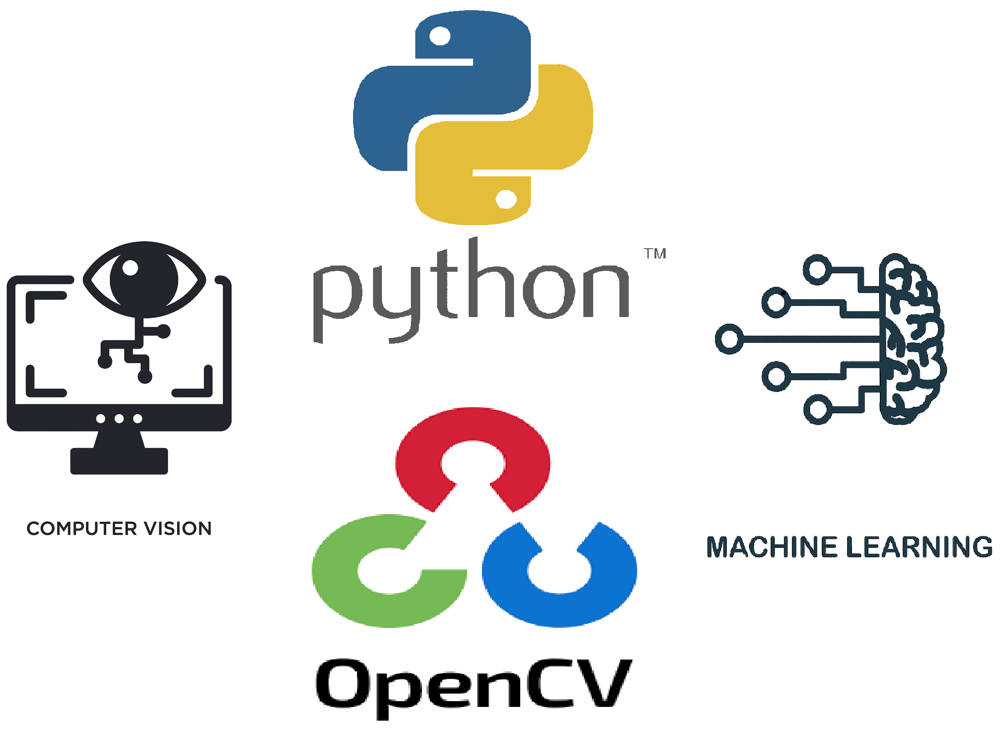 python
TM
COMPUTER VISION
MACHINE LEARNING
OpenCV